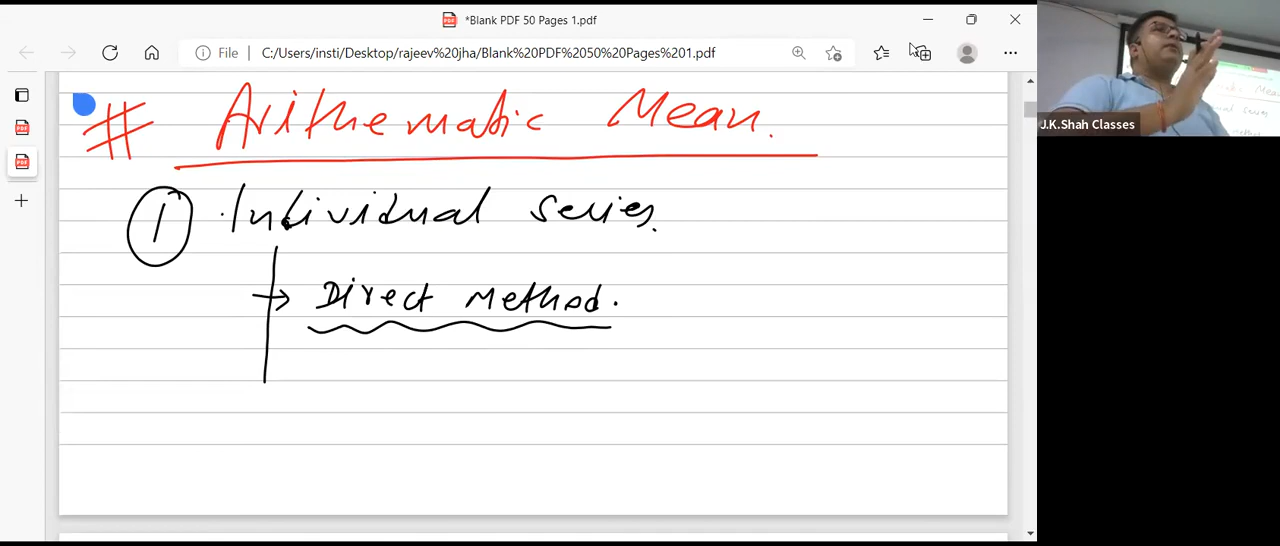 *Blank PDF 50 Pages 1.pdf
File C:/Users/insti/Desktop/rajeev%20jha/Blank%20PDF%2050%20Pages%201.pdf
J.K.Shah Classes
# Arithematic Mean.
① Individual series.
→ Direct Method.